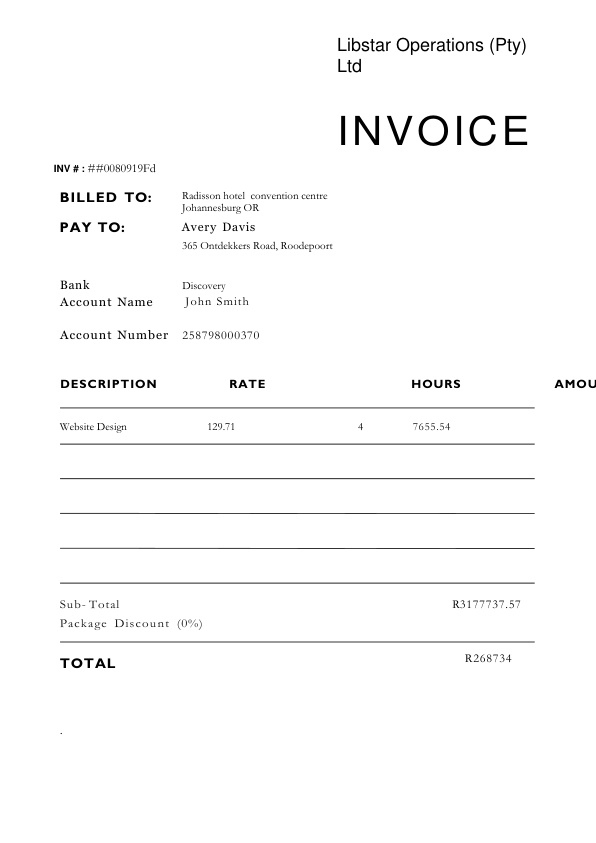 Libstar Operations (Pty)
Ltd
INVOICE
INV # : ##0080919Fd
BILLED TO: Radisson hotel convention centre
Johannesburg OR
PAY TO: Avery Davis
365 Ontdekkers Road, Roodepoort
Bank Discovery
Account Name John Smith
Account Number 258798000370
DESCRIPTION RATE HOURS AMOU
Website Design 129.71 4 7655.54
Sub-Total R3177737.57
Package Discount (0%)
TOTAL R268734
.